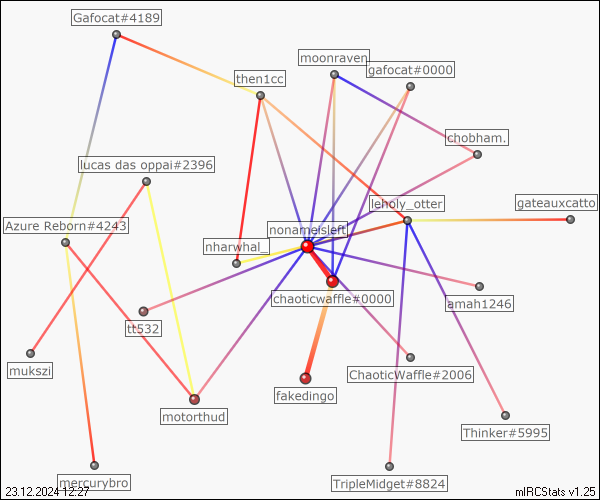 Gafocat#4189
moonraven
gafocat#0000
then1cc
chobham.
lucas das oppai#2396
leholy_otter
gateauxcatto
Azure Reborn#4243
nonameisleft
nharwhal_
chaoticwaffle#0000
amah1246
tt532
mukszi
ChaoticWaffle#2006
fakedingo
motorthud
Thinker#5995
mercurybro
TripleMidget#8824
23.12.2024 12:27
mIRCStats v1.25